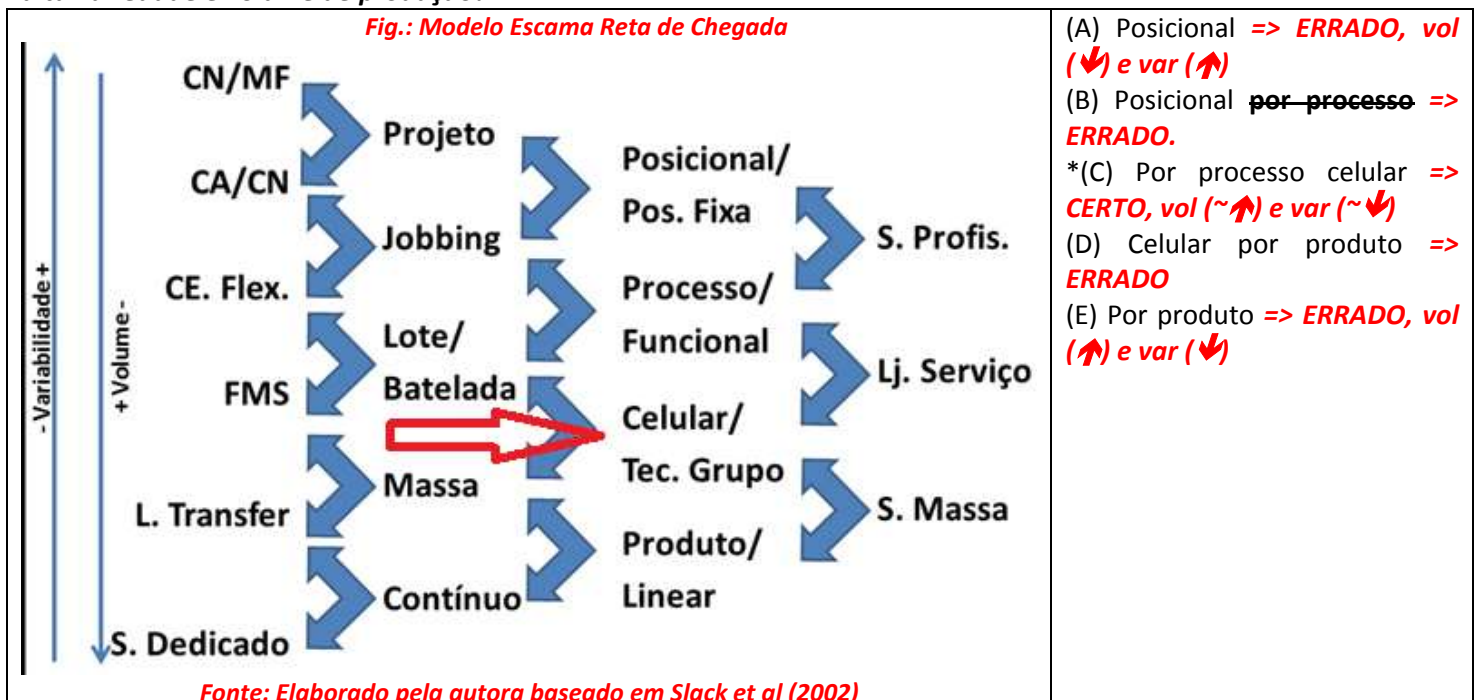 Fig.: Modelo Escama Reta de Chegada
- Variabilidade +
+ Volume -
CN/MF
CA/CN
CE. Flex.
FMS
L. Transfer
S. Dedicado
Projeto
Jobbing
Lote/
Batelada
Massa
Contínuo
Posicional/
Pos. Fixa
Processo/
Funcional
Celular/
Tec. Grupo
Produto/
Linear
S. Profis.
Lj. Serviço
S. Massa
Fonte: Elaborado pela autora baseado em Slack et al (2002)
(A) Posicional => ERRADO, vol
(🡻) e var (🡹)
(B) Posicional por processo =>
ERRADO.
*(C) Por processo celular =>
CERTO, vol (~🡹) e var (~🡻)
(D) Celular por produto =>
ERRADO
(E) Por produto => ERRADO, vol
(🡹) e var (🡻)